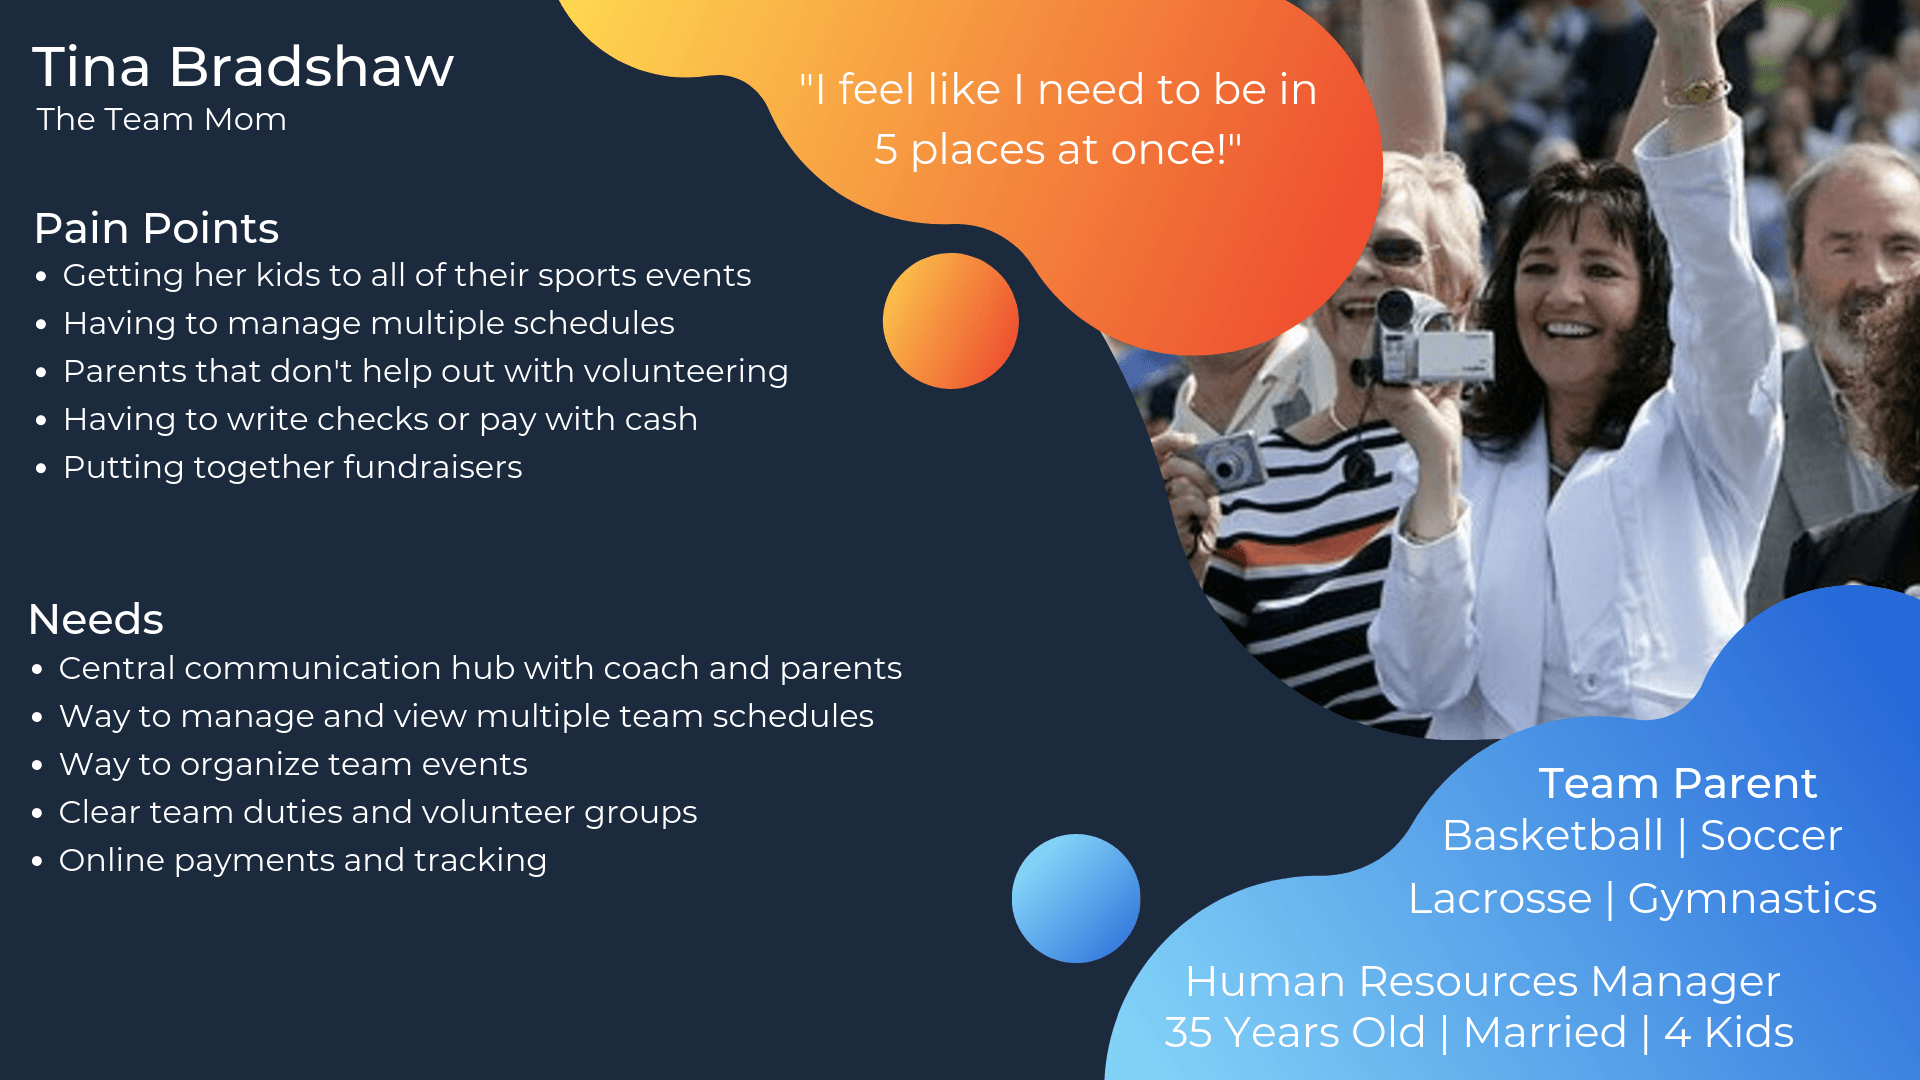 Tina Bradshaw
The Team Mom
"I feel like I need to be in
5 places at once!"
Pain Points
• Getting her kids to all of their sports events
• Having to manage multiple schedules
• Parents that don't help out with volunteering
• Having to write checks or pay with cash
• Putting together fundraisers
Needs
• Central communication hub with coach and parents
• Way to manage and view multiple team schedules
• Way to organize team events
• Clear team duties and volunteer groups
• Online payments and tracking
Team Parent
Basketball | Soccer
Lacrosse | Gymnastics
Human Resources Manager
35 Years Old | Married | 4 Kids